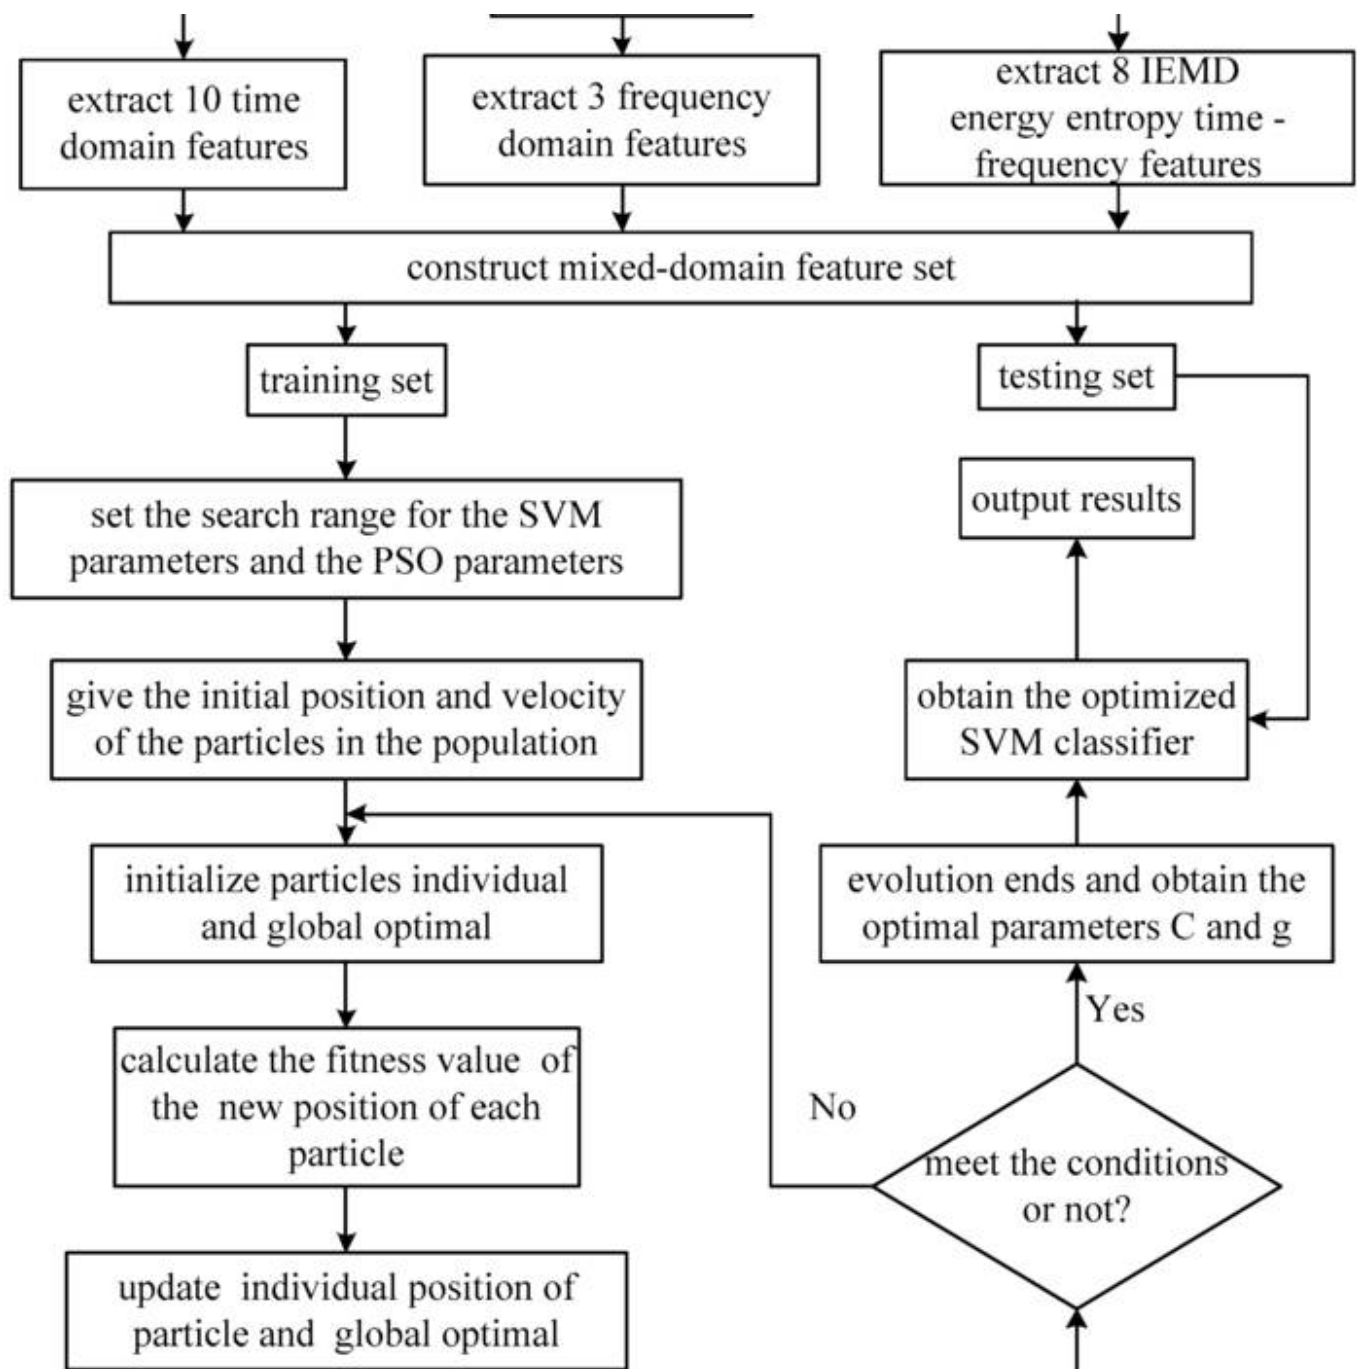 extract 10 time
domain features
extract 3 frequency
domain features
extract 8 IEMD
energy entropy time -
frequency features
construct mixed-domain feature set
training set
testing set
set the search range for the SVM
parameters and the PSO parameters
output results
give the initial position and velocity
of the particles in the population
obtain the optimized
SVM classifier
initialize particles individual
and global optimal
evolution ends and obtain the
optimal parameters C and g
Yes
calculate the fitness value of
the new position of each
particle
No
meet the conditions
or not?
update individual position of
particle and global optimal